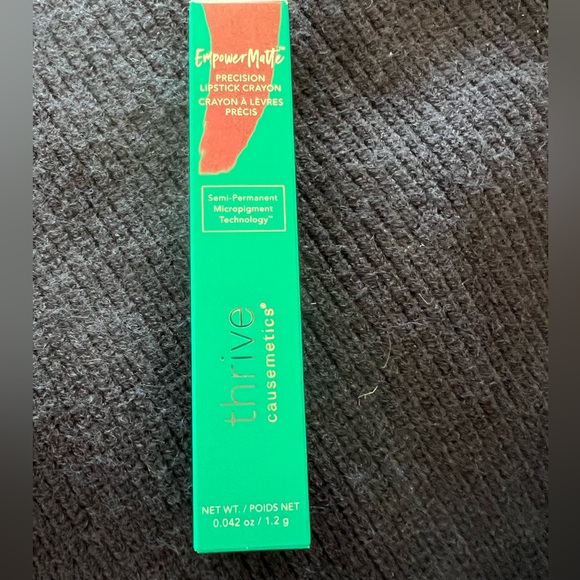 EmpowerMatte™
PRECISION
LIPSTICK CRAYON
CRAYON À LÈVRES
PRÉCIS
Semi-Permanent
Micropigment
Technology™
thrive
causemetics®
NET WT. / POIDS NET
0.042 oz / 1.2 g